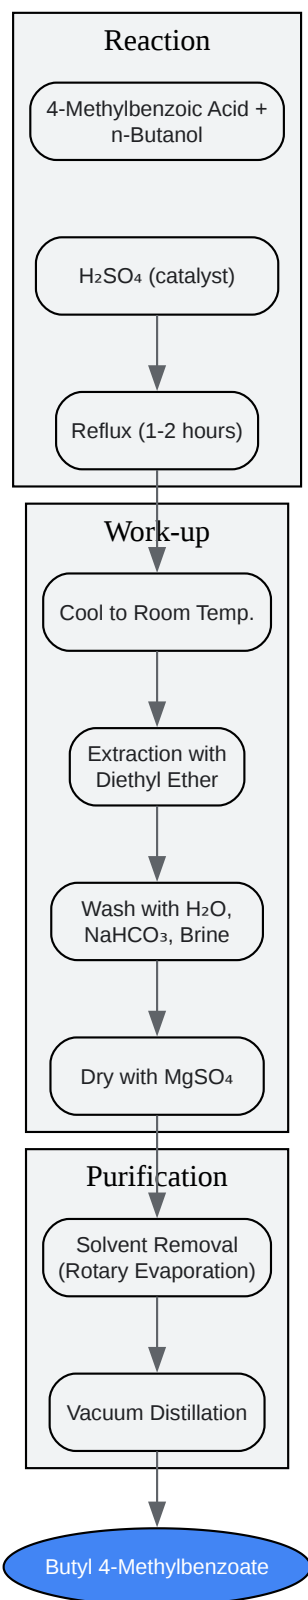 Reaction
4-Methylbenzoic Acid +
n-Butanol
H₂SO₄ (catalyst)
Reflux (1-2 hours)
Work-up
Cool to Room Temp.
Extraction with
Diethyl Ether
Wash with H₂O,
NaHCO₃, Brine
Dry with MgSO₄
Purification
Solvent Removal
(Rotary Evaporation)
Vacuum Distillation
Butyl 4-Methylbenzoate